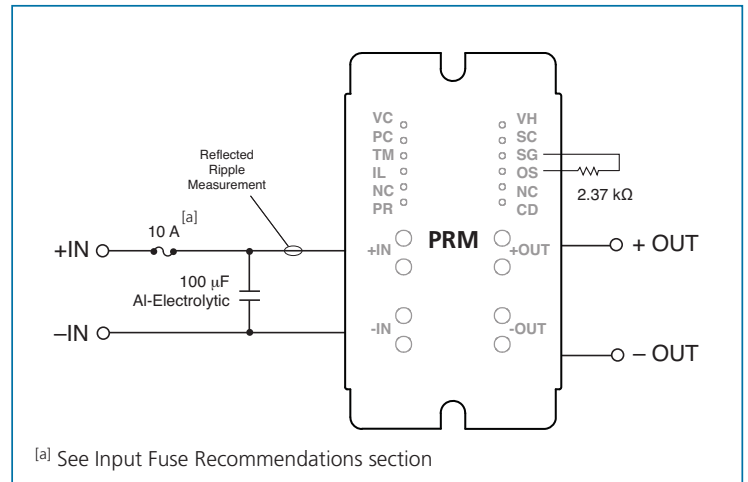 VC
PC
TM
IL
NC
PR
VH
SC
SG
OS
NC
CD
2.37 kΩ
Reflected
Ripple
Measurement
10 A [a]
+IN
100 µF
Al-Electrolytic
–IN
+IN
PRM
+OUT
-IN
-OUT
+ OUT
– OUT
[a] See Input Fuse Recommendations section